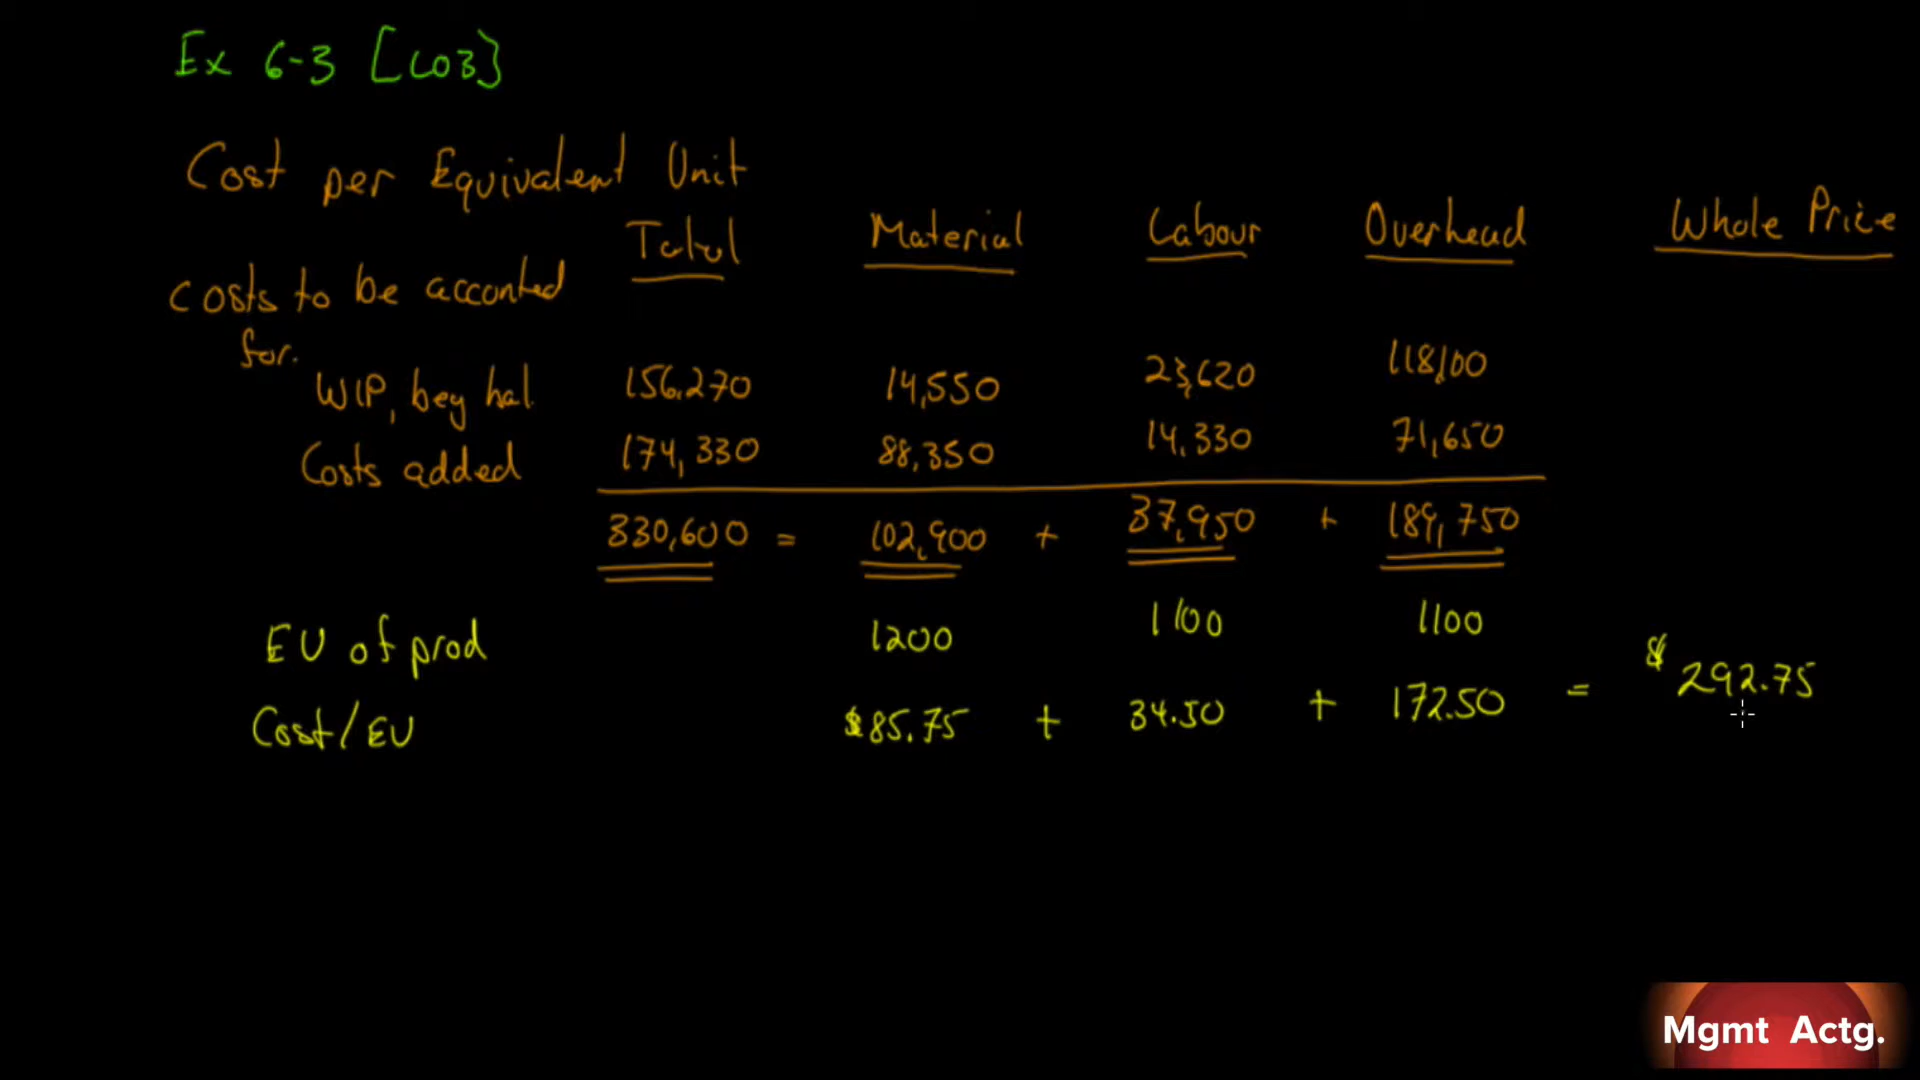 Ex 6-3 [LO3]
Cost per Equivalent Unit
Total Material Labour Overhead Whole Price
Costs to be acconted
for.
WIP, beg bal. 156,270 14,550 23,620 118,100
Costs added 174,330 88,350 14,330 71,650
330,600 = 102,900 + 37,950 + 189,750
EU of prod 1200 1100 1100
Cost/EU $85.75 + 34.50 + 172.50 = $292.75
Mgmt Actg.